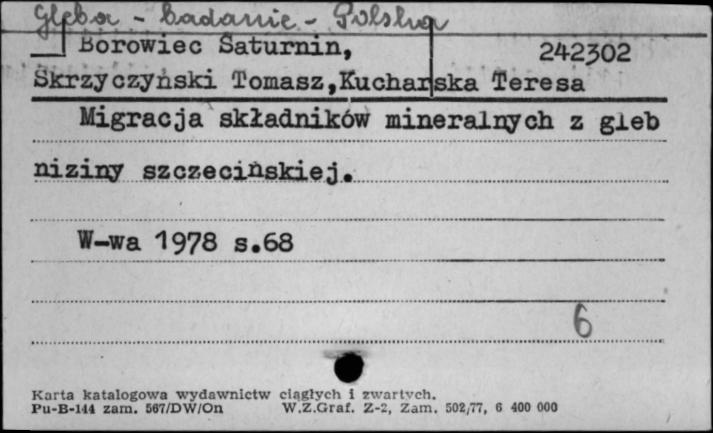 Gleba - badanie - Polska
Borowiec Saturnin, 242302
Skrzyczyński Tomasz,Kucharska Teresa
Migracja składników mineralnych z gleb
niziny szczecińskiej.
W-wa 1978 s.68
6
Karta katalogowa wydawnictw ciągłych i zwartych.
Pu-B-144 zam. 567/DW/On W.Z.Graf. Z-2, Zam. 502/77, 6 400 000